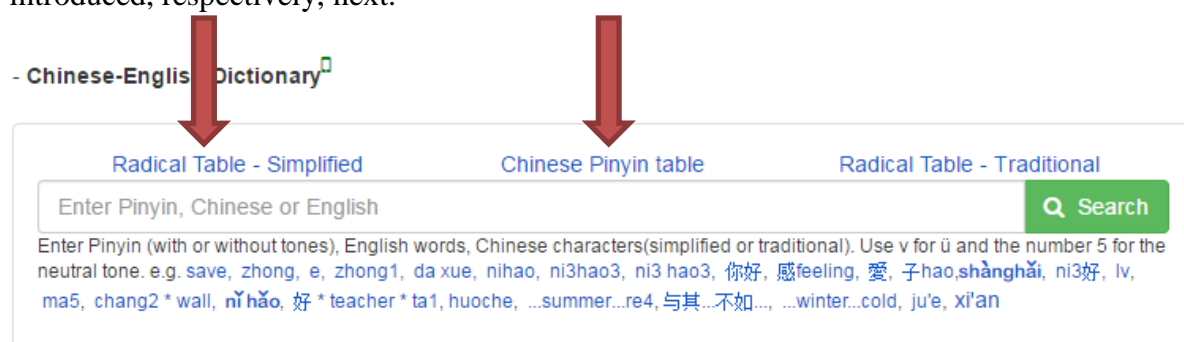 introduced, respectively, next.
- Chinese-English Dictionary
Radical Table - Simplified Chinese Pinyin table Radical Table - Traditional
Enter Pinyin, Chinese or English Search
Enter Pinyin (with or without tones), English words, Chinese characters(simplified or traditional). Use v for ü and the number 5 for the
neutral tone. e.g. save, zhong, e, zhong1, da xue, nihao, ni3hao3, ni3 hao3, 你好, 感feeling, 愛, 子hao,shànghǎi, ni3好, lv,
ma5, chang2 * wall, nǐ hǎo, 好 * teacher * ta1, huoche, ...summer...re4, 与其...不如..., ...winter...cold, ju'e, xi'an